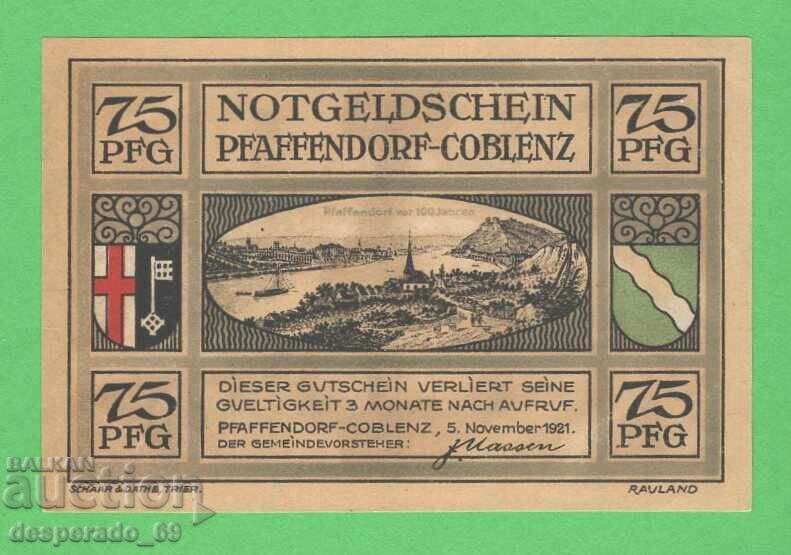 75
PFG
NOTGELDSCHEIN
PFAFFENDORF-COBLENZ
75
PFG
Pfaffendorf vor 100 Jahren
75
PFG
DIESER GUTSCHEIN VERLIERT SEINE
GUELTIGKEIT 3 MONATE NACH AUFRUF.
PFAFFENDORF-COBLENZ, 5. November 1921.
DER GEMEINDEVORSTEHER:
75
PFG
SCHAAR & DATHE, TRIER.
RAULAND
BALKAN
auction
desperado_69